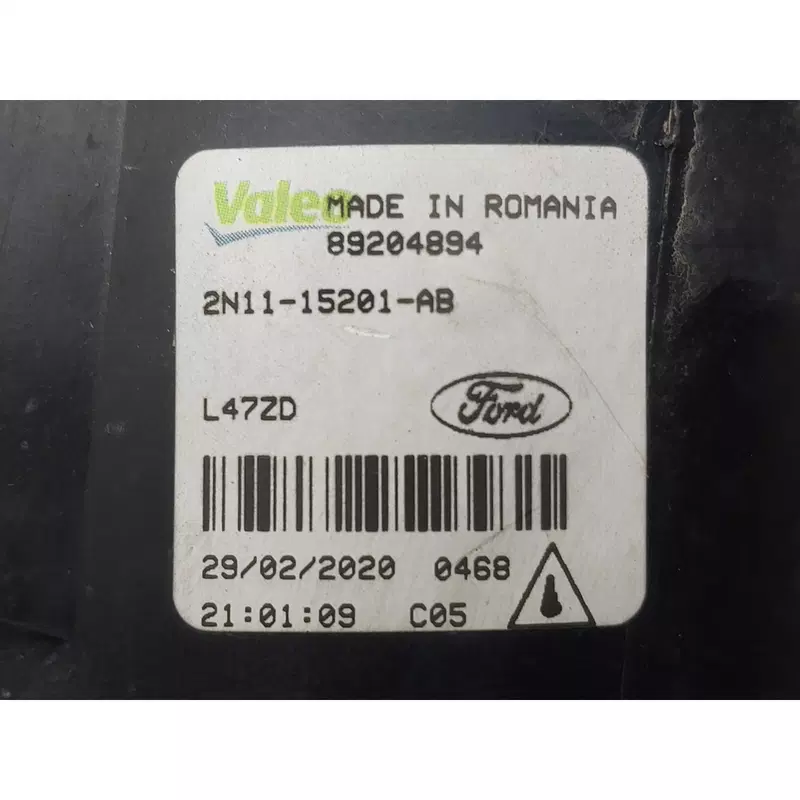 Valeo MADE IN ROMANIA
89204894
2N11-15201-AB
L47ZD Ford
29/02/2020 0468
21:01:09 C05